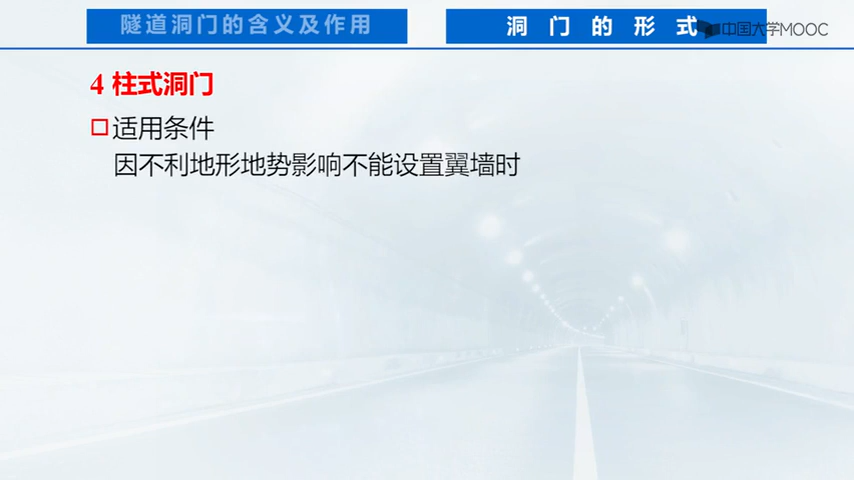 隧道洞门的含义及作用
洞门的形式
中国大学MOOC
4 柱式洞门
适用条件
因不利地形地势影响不能设置翼墙时